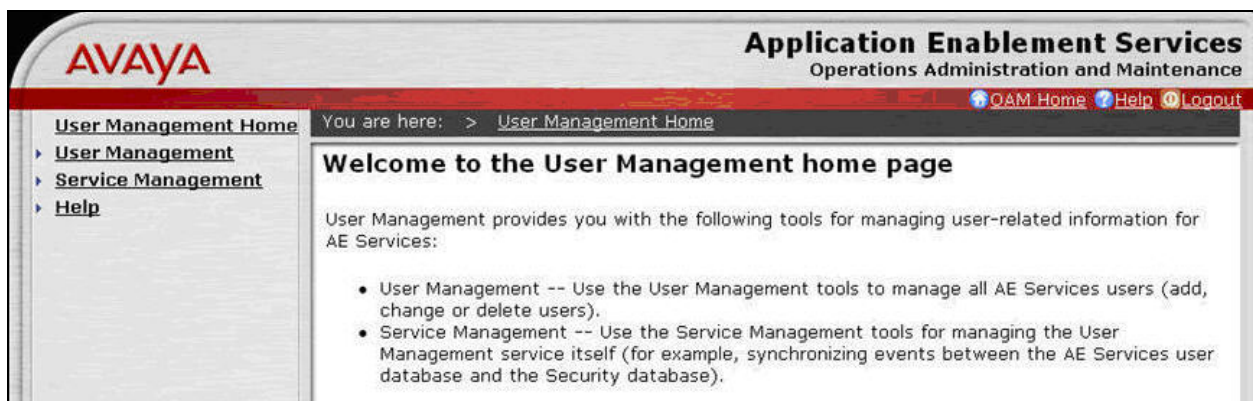 AVAYA
Application Enablement Services
Operations Administration and Maintenance
OAM Home Help Logout
User Management Home
You are here: > User Management Home
User Management
Service Management
Help
Welcome to the User Management home page
User Management provides you with the following tools for managing user-related information for
AE Services:
• User Management -- Use the User Management tools to manage all AE Services users (add,
change or delete users).
• Service Management -- Use the Service Management tools for managing the User
Management service itself (for example, synchronizing events between the AE Services user
database and the Security database).